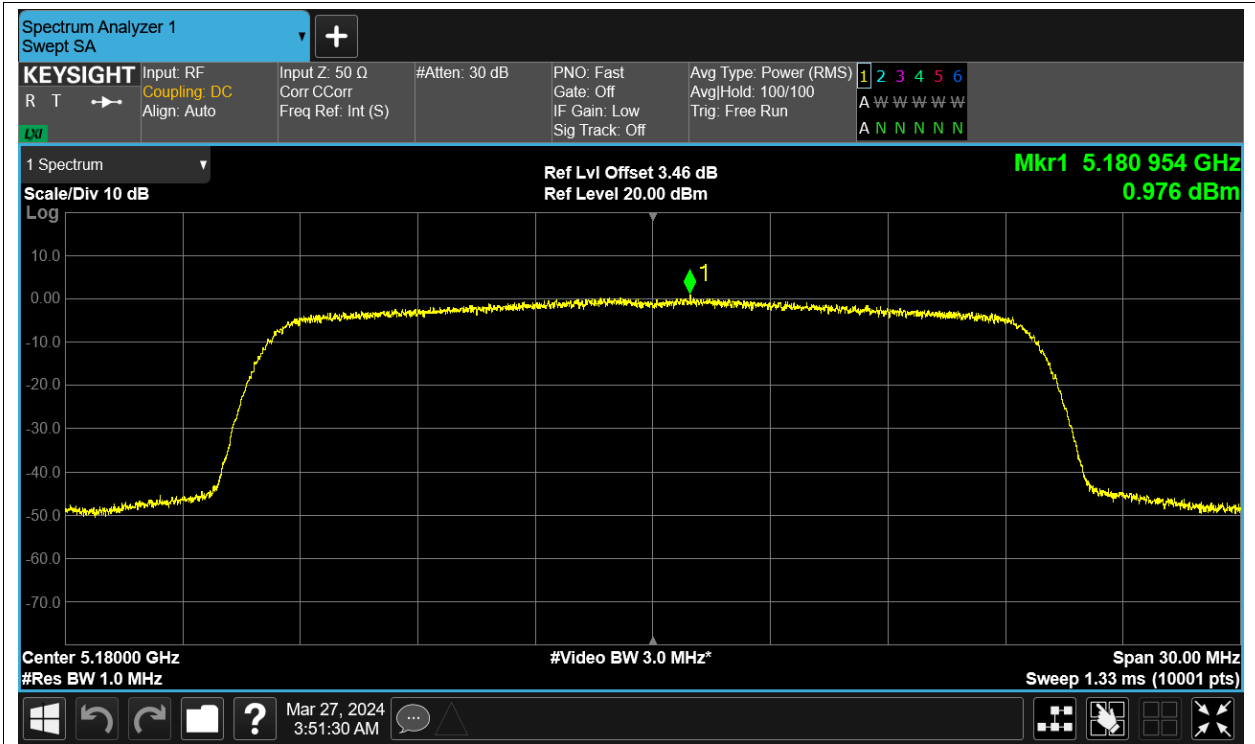 Spectrum Analyzer 1
Swept SA
KEYSIGHT
R T
LXI
Input: RF
Coupling: DC
Align: Auto
Input Z: 50 Ω
Corr CCorr
Freq Ref: Int (S)
#Atten: 30 dB
PNO: Fast
Gate: Off
IF Gain: Low
Sig Track: Off
Avg Type: Power (RMS)
Avg|Hold: 100/100
Trig: Free Run
1 2 3 4 5 6
A W W W W W
A N N N N N
1 Spectrum
Scale/Div 10 dB
Log
Ref Lvl Offset 3.46 dB
Ref Level 20.00 dBm
Mkr1 5.180 954 GHz
0.976 dBm
10.0
0.00
-10.0
-20.0
-30.0
-40.0
-50.0
-60.0
-70.0
1
Center 5.18000 GHz
#Res BW 1.0 MHz
#Video BW 3.0 MHz*
Span 30.00 MHz
Sweep 1.33 ms (10001 pts)
?
Mar 27, 2024
3:51:30 AM